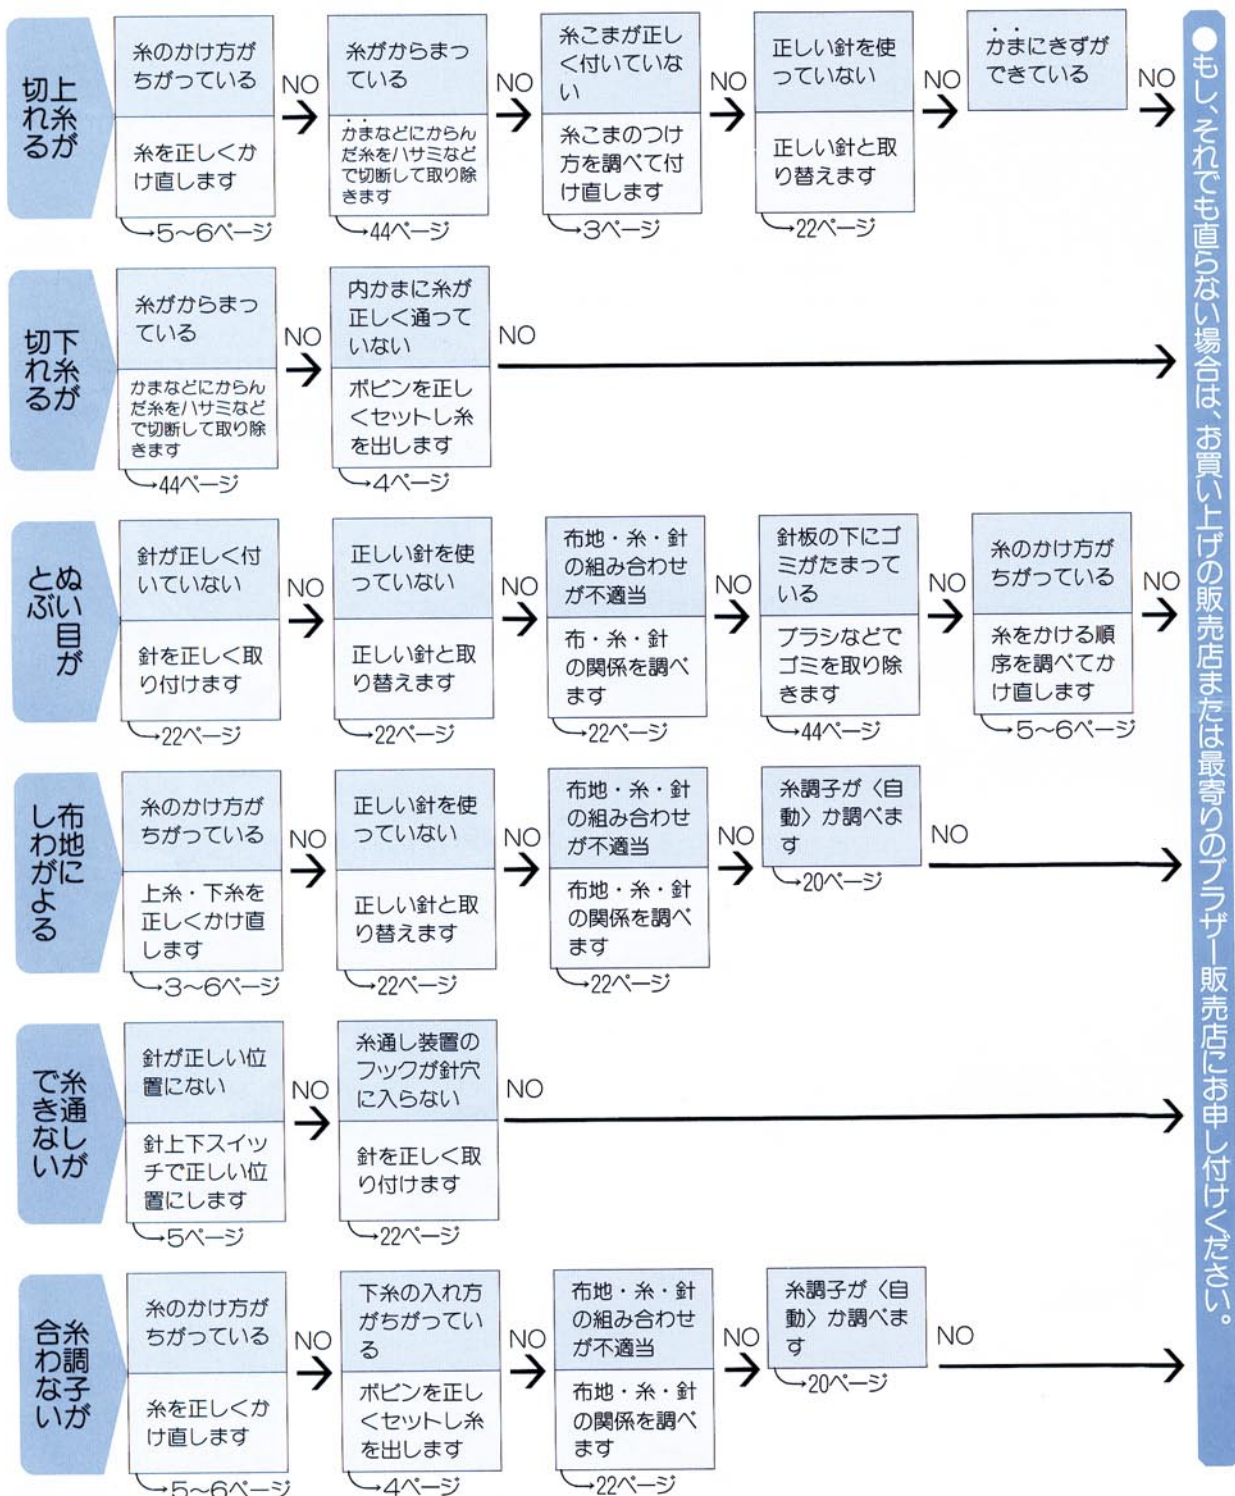 上糸が
切れる
糸のかけ方が
ちがっている
糸を正しくか
け直します
→5～6ページ
NO
糸がからまっ
ている
かまなどにからん
だ糸をハサミなど
で切断して取り除
きます
→44ページ
NO
糸こまが正し
く付いていな
い
糸こまのつけ
方を調べて付
け直します
→3ページ
NO
正しい針を使
っていない
正しい針と取
り替えます
→22ページ
NO
かまにきずが
できている
NO
下糸が
切れる
糸がからまっ
ている
かまなどにからん
だ糸をハサミなど
で切断して取り除
きます
→44ページ
NO
内かまに糸が
正しく通って
いない
ボビンを正し
くセットし糸
を出します
→4ページ
NO
ぬい目が
とぶ
針が正しく付
いていない
針を正しく取
り付けます
→22ページ
NO
正しい針を使
っていない
正しい針と取
り替えます
→22ページ
NO
布地・糸・針
の組み合わせ
が不適当
布・糸・針
の関係を調べ
ます
→22ページ
NO
針板の下にゴ
ミがたまって
いる
ブラシなどで
ゴミを取り除
きます
→44ページ
NO
糸のかけ方が
ちがっている
糸をかける順
序を調べてか
け直します
→5～6ページ
NO
布地に
しわがよる
糸のかけ方が
ちがっている
上糸・下糸を
正しくかけ直
します
→3～6ページ
NO
正しい針を使
っていない
正しい針と取
り替えます
→22ページ
NO
布地・糸・針
の組み合わせ
が不適当
布地・糸・針
の関係を調べ
ます
→22ページ
NO
糸調子が〈自
動〉か調べま
す
→20ページ
NO
糸通しが
できない
針が正しい位
置にない
針上下スイッ
チで正しい位
置にします
→5ページ
NO
糸通し装置の
フックが針穴
に入らない
針を正しく取
り付けます
→22ページ
NO
糸調子が
合わない
糸のかけ方が
ちがっている
糸を正しくか
け直します
→5～6ページ
NO
下糸の入れ方
がちがってい
る
ボビンを正し
くセットし糸
を出します
→4ページ
NO
布地・糸・針
の組み合わせ
が不適当
布地・糸・針
の関係を調べ
ます
→22ページ
NO
糸調子が〈自
動〉か調べま
す
→20ページ
NO
●もし、それでも直らない場合は、お買い上げの販売店または最寄りのブラザー販売店にお申し付けください。